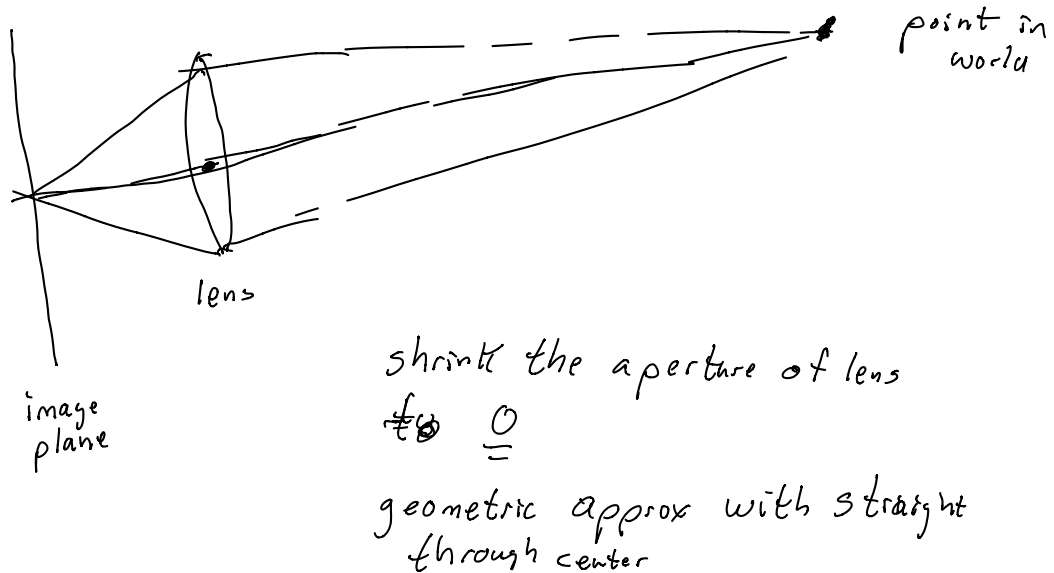 point in
world
lens
image
plane
shrink the aperture of lens
to 0
geometric approx with straight
through center